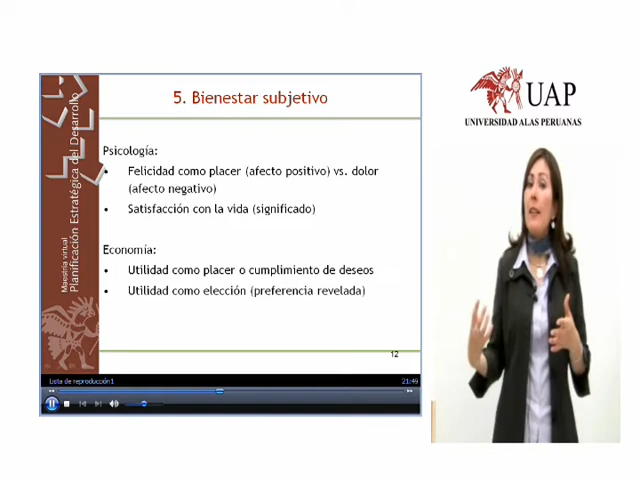 5. Bienestar subjetivo
Psicología:
• Felicidad como placer (afecto positivo) vs. dolor
(afecto negativo)
• Satisfacción con la vida (significado)
Economía:
• Utilidad como placer o cumplimiento de deseos
• Utilidad como elección (preferencia revelada)
12
Maestría virtual
Planificación Estratégica del Desarrollo
Lista de reproducción1
21:49
UAP
UNIVERSIDAD ALAS PERUANAS